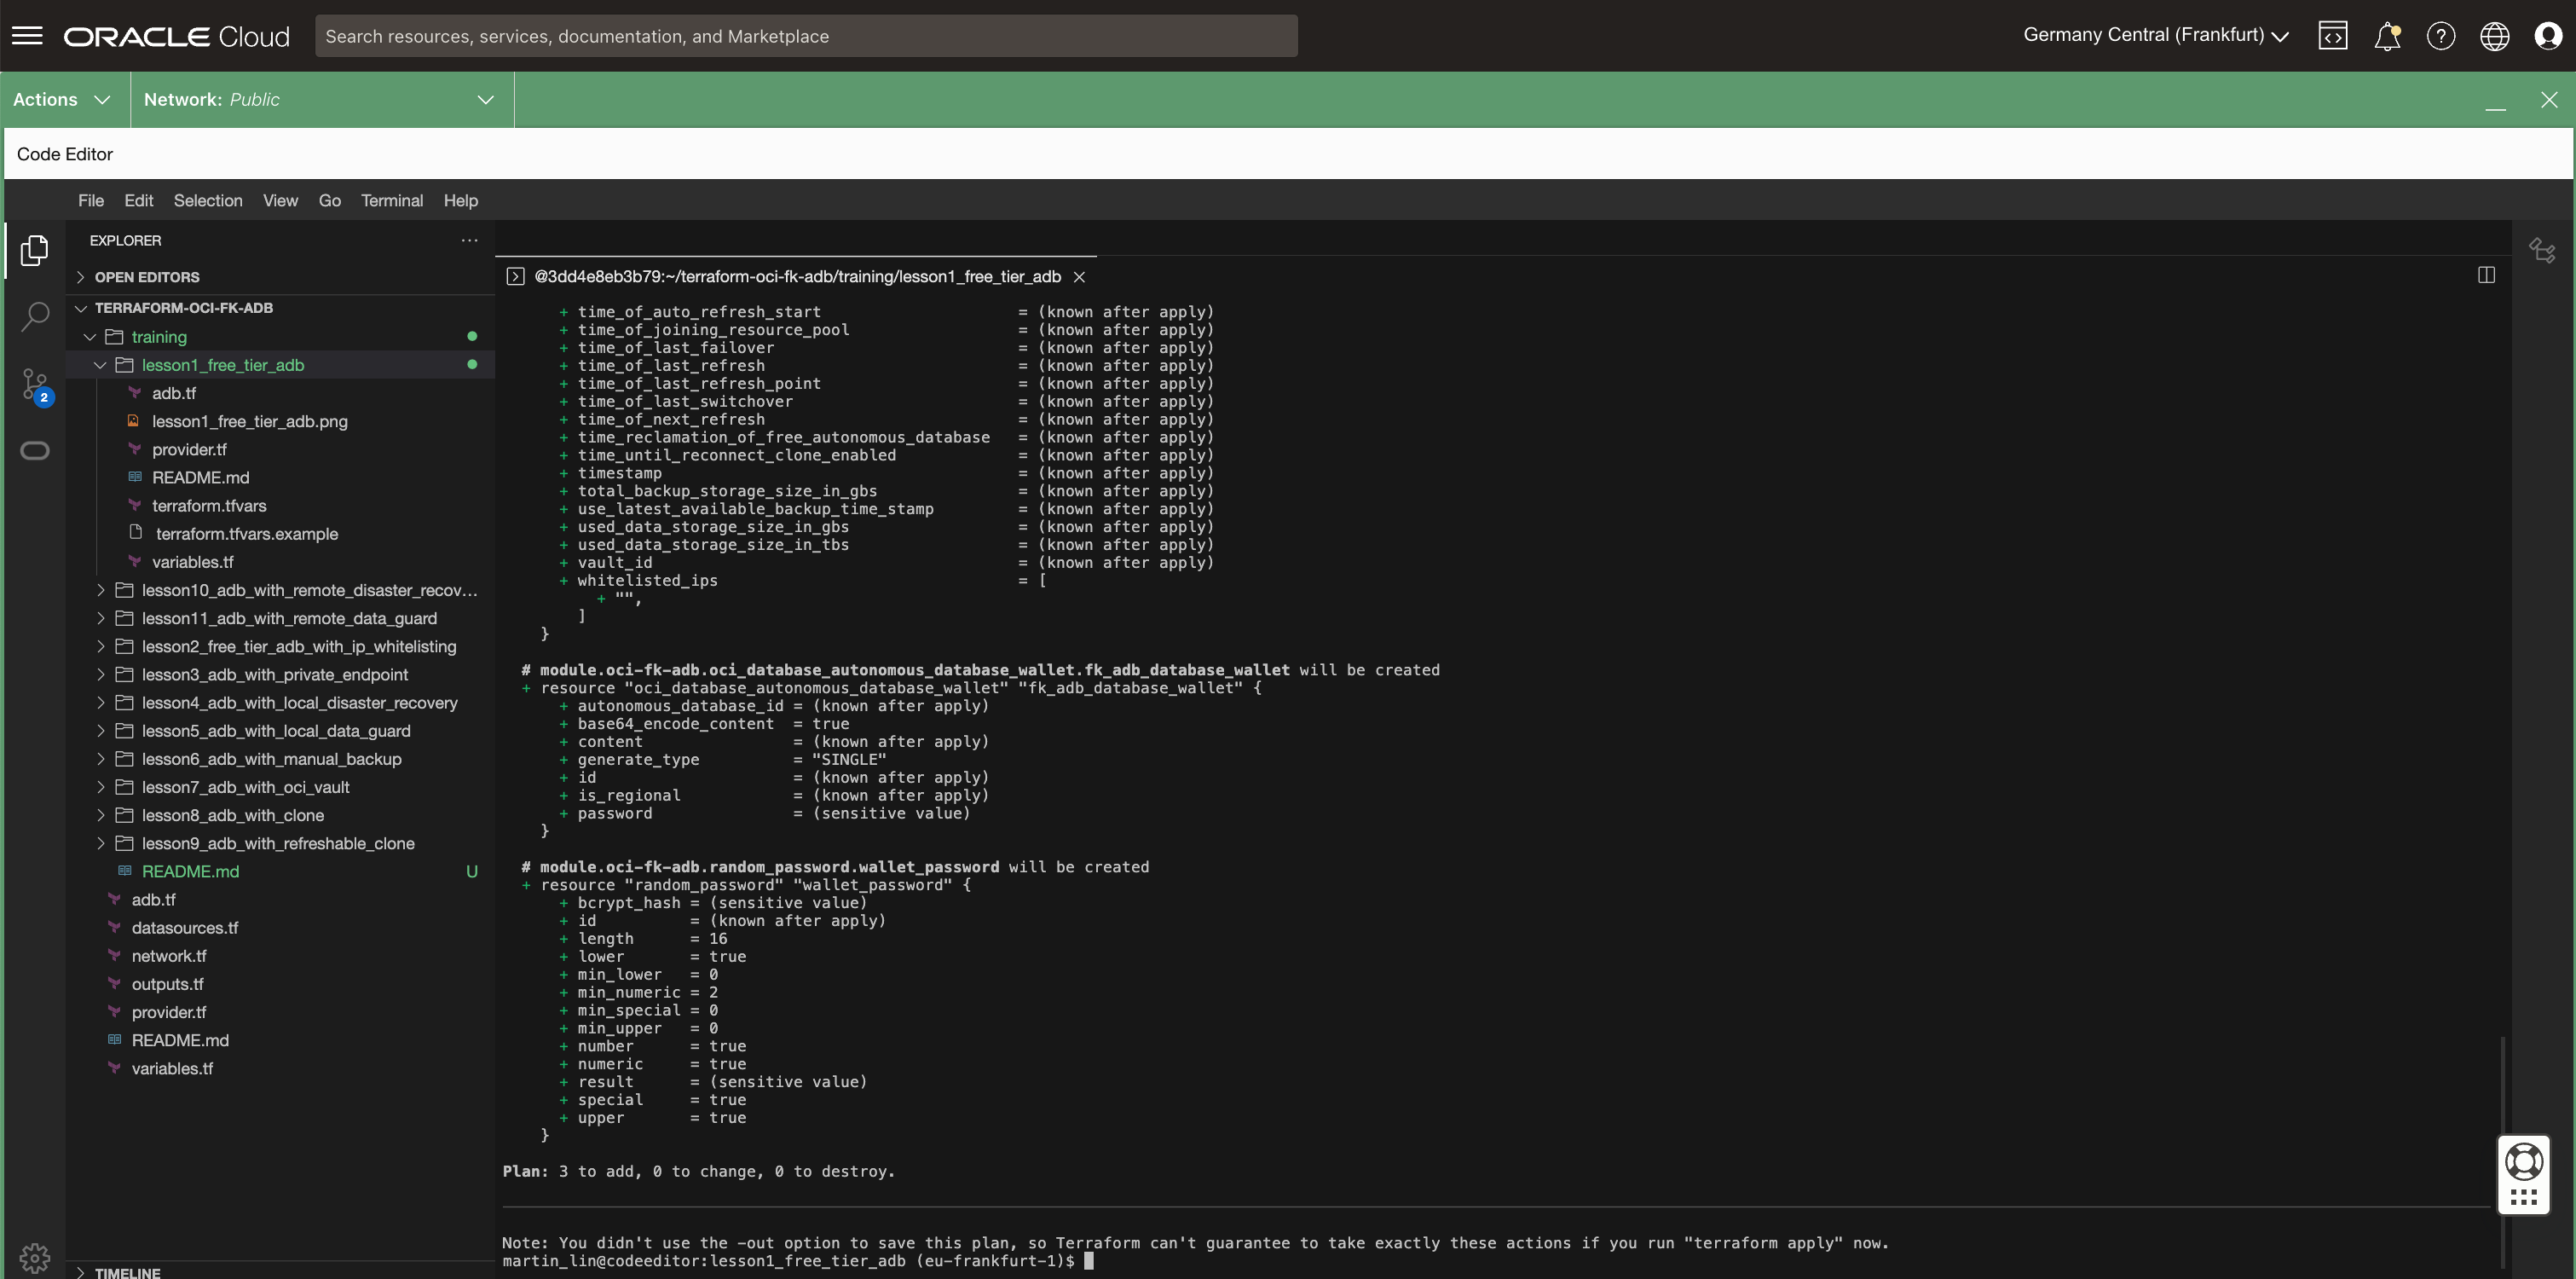 ORACLE Cloud
Search resources, services, documentation, and Marketplace
Germany Central (Frankfurt)
Actions
Network: Public
Code Editor
File Edit Selection View Go Terminal Help
EXPLORER
OPEN EDITORS
TERRAFORM-OCI-FK-ADB
training
lesson1_free_tier_adb
adb.tf
lesson1_free_tier_adb.png
provider.tf
README.md
terraform.tfvars
terraform.tfvars.example
variables.tf
lesson10_adb_with_remote_disaster_recov...
lesson11_adb_with_remote_data_guard
lesson2_free_tier_adb_with_ip_whitelisting
lesson3_adb_with_private_endpoint
lesson4_adb_with_local_disaster_recovery
lesson5_adb_with_local_data_guard
lesson6_adb_with_manual_backup
lesson7_adb_with_oci_vault
lesson8_adb_with_clone
lesson9_adb_with_refreshable_clone
README.md U
adb.tf
datasources.tf
network.tf
outputs.tf
provider.tf
README.md
variables.tf
TIMELINE
2
@3dd4e8eb3b79:~/terraform-oci-fk-adb/training/lesson1_free_tier_adb
+ time_of_auto_refresh_start = (known after apply)
+ time_of_joining_resource_pool = (known after apply)
+ time_of_last_failover = (known after apply)
+ time_of_last_refresh = (known after apply)
+ time_of_last_refresh_point = (known after apply)
+ time_of_last_switchover = (known after apply)
+ time_of_next_refresh = (known after apply)
+ time_reclamation_of_free_autonomous_database = (known after apply)
+ time_until_reconnect_clone_enabled = (known after apply)
+ timestamp = (known after apply)
+ total_backup_storage_size_in_gbs = (known after apply)
+ use_latest_available_backup_time_stamp = (known after apply)
+ used_data_storage_size_in_gbs = (known after apply)
+ used_data_storage_size_in_tbs = (known after apply)
+ vault_id = (known after apply)
+ whitelisted_ips = [
+ "",
]
}
# module.oci-fk-adb.oci_database_autonomous_database_wallet.fk_adb_database_wallet will be created
+ resource "oci_database_autonomous_database_wallet" "fk_adb_database_wallet" {
+ autonomous_database_id = (known after apply)
+ base64_encode_content = true
+ content = (known after apply)
+ generate_type = "SINGLE"
+ id = (known after apply)
+ is_regional = (known after apply)
+ password = (sensitive value)
}
# module.oci-fk-adb.random_password.wallet_password will be created
+ resource "random_password" "wallet_password" {
+ bcrypt_hash = (sensitive value)
+ id = (known after apply)
+ length = 16
+ lower = true
+ min_lower = 0
+ min_numeric = 2
+ min_special = 0
+ min_upper = 0
+ number = true
+ numeric = true
+ result = (sensitive value)
+ special = true
+ upper = true
}
Plan: 3 to add, 0 to change, 0 to destroy.
Note: You didn't use the -out option to save this plan, so Terraform can't guarantee to take exactly these actions if you run "terraform apply" now.
martin_lin@codeeditor:lesson1_free_tier_adb (eu-frankfurt-1)$